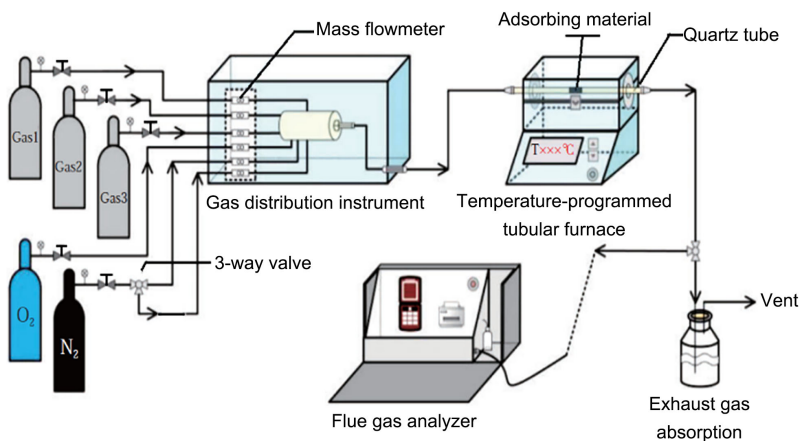 Mass flowmeter
Adsorbing material
Quartz tube
Gas1
Gas2
Gas3
T×××℃
Gas distribution instrument
Temperature-programmed
tubular furnace
3-way valve
O₂
N₂
Vent
Flue gas analyzer
Exhaust gas
absorption